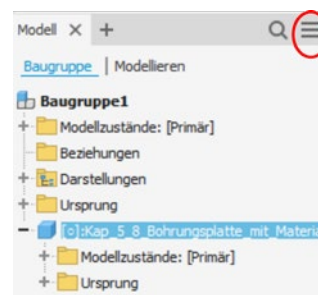 Modell × +
Baugruppe | Modellieren
Baugruppe1
Modellzustände: [Primär]
Beziehungen
Darstellungen
Ursprung
[o]:Kap_5_8_Bohrungsplatte_mit_Materia
Modellzustände: [Primär]
Ursprung